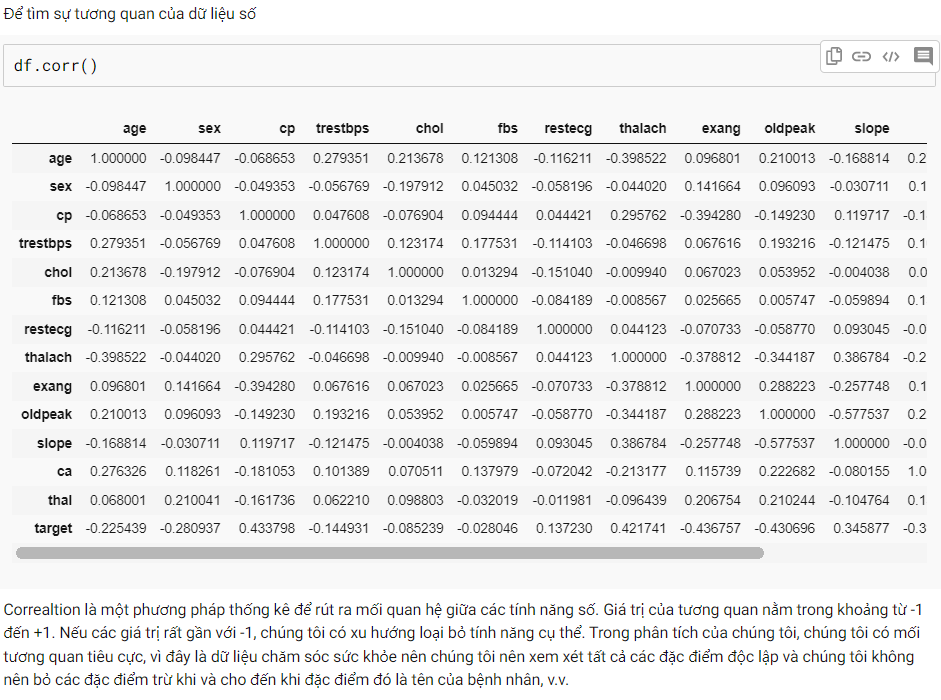 Để tìm sự tương quan của dữ liệu số
df.corr()
age sex cp trestbps chol fbs restecg thalach exang oldpeak slope
age 1.000000 -0.098447 -0.068653 0.279351 0.213678 0.121308 -0.116211 -0.398522 0.096801 0.210013 -0.168814 0.2
sex -0.098447 1.000000 -0.049353 -0.056769 -0.197912 0.045032 -0.058196 -0.044020 0.141664 0.096093 -0.030711 0.1
cp -0.068653 -0.049353 1.000000 0.047608 -0.076904 0.094444 0.044421 0.295762 -0.394280 -0.149230 0.119717 -0.1
trestbps 0.279351 -0.056769 0.047608 1.000000 0.123174 0.177531 -0.114103 -0.046698 0.067616 0.193216 -0.121475 0.1
chol 0.213678 -0.197912 -0.076904 0.123174 1.000000 0.013294 -0.151040 -0.009940 0.067023 0.053952 -0.004038 0.0
fbs 0.121308 0.045032 0.094444 0.177531 0.013294 1.000000 -0.084189 -0.008567 0.025665 0.005747 -0.059894 0.1
restecg -0.116211 -0.058196 0.044421 -0.114103 -0.151040 -0.084189 1.000000 0.044123 -0.070733 -0.058770 0.093045 -0.0
thalach -0.398522 -0.044020 0.295762 -0.046698 -0.009940 -0.008567 0.044123 1.000000 -0.378812 -0.344187 0.386784 -0.2
exang 0.096801 0.141664 -0.394280 0.067616 0.067023 0.025665 -0.070733 -0.378812 1.000000 0.288223 -0.257748 0.1
oldpeak 0.210013 0.096093 -0.149230 0.193216 0.053952 0.005747 -0.058770 -0.344187 0.288223 1.000000 -0.577537 0.2
slope -0.168814 -0.030711 0.119717 -0.121475 -0.004038 -0.059894 0.093045 0.386784 -0.257748 -0.577537 1.000000 -0.0
ca 0.276326 0.118261 -0.181053 0.101389 0.070511 0.137979 -0.072042 -0.213177 0.115739 0.222682 -0.080155 1.0
thal 0.068001 0.210041 -0.161736 0.062210 0.098803 -0.032019 -0.011981 -0.096439 0.206754 0.210244 -0.104764 0.1
target -0.225439 -0.280937 0.433798 -0.144931 -0.085239 -0.028046 0.137230 0.421741 -0.436757 -0.430696 0.345877 -0.3
Correaltion là một phương pháp thống kê để rút ra mối quan hệ giữa các tính năng số. Giá trị của tương quan nằm trong khoảng từ -1
đến +1. Nếu các giá trị rất gần với -1, chúng tôi có xu hướng loại bỏ tính năng cụ thể. Trong phân tích của chúng tôi, chúng tôi có mối
tương quan tiêu cực, vì đây là dữ liệu chăm sóc sức khỏe nên chúng tôi nên xem xét tất cả các đặc điểm độc lập và chúng tôi không
nên bỏ các đặc điểm trừ khi và cho đến khi đặc điểm đó là tên của bệnh nhân, v.v.